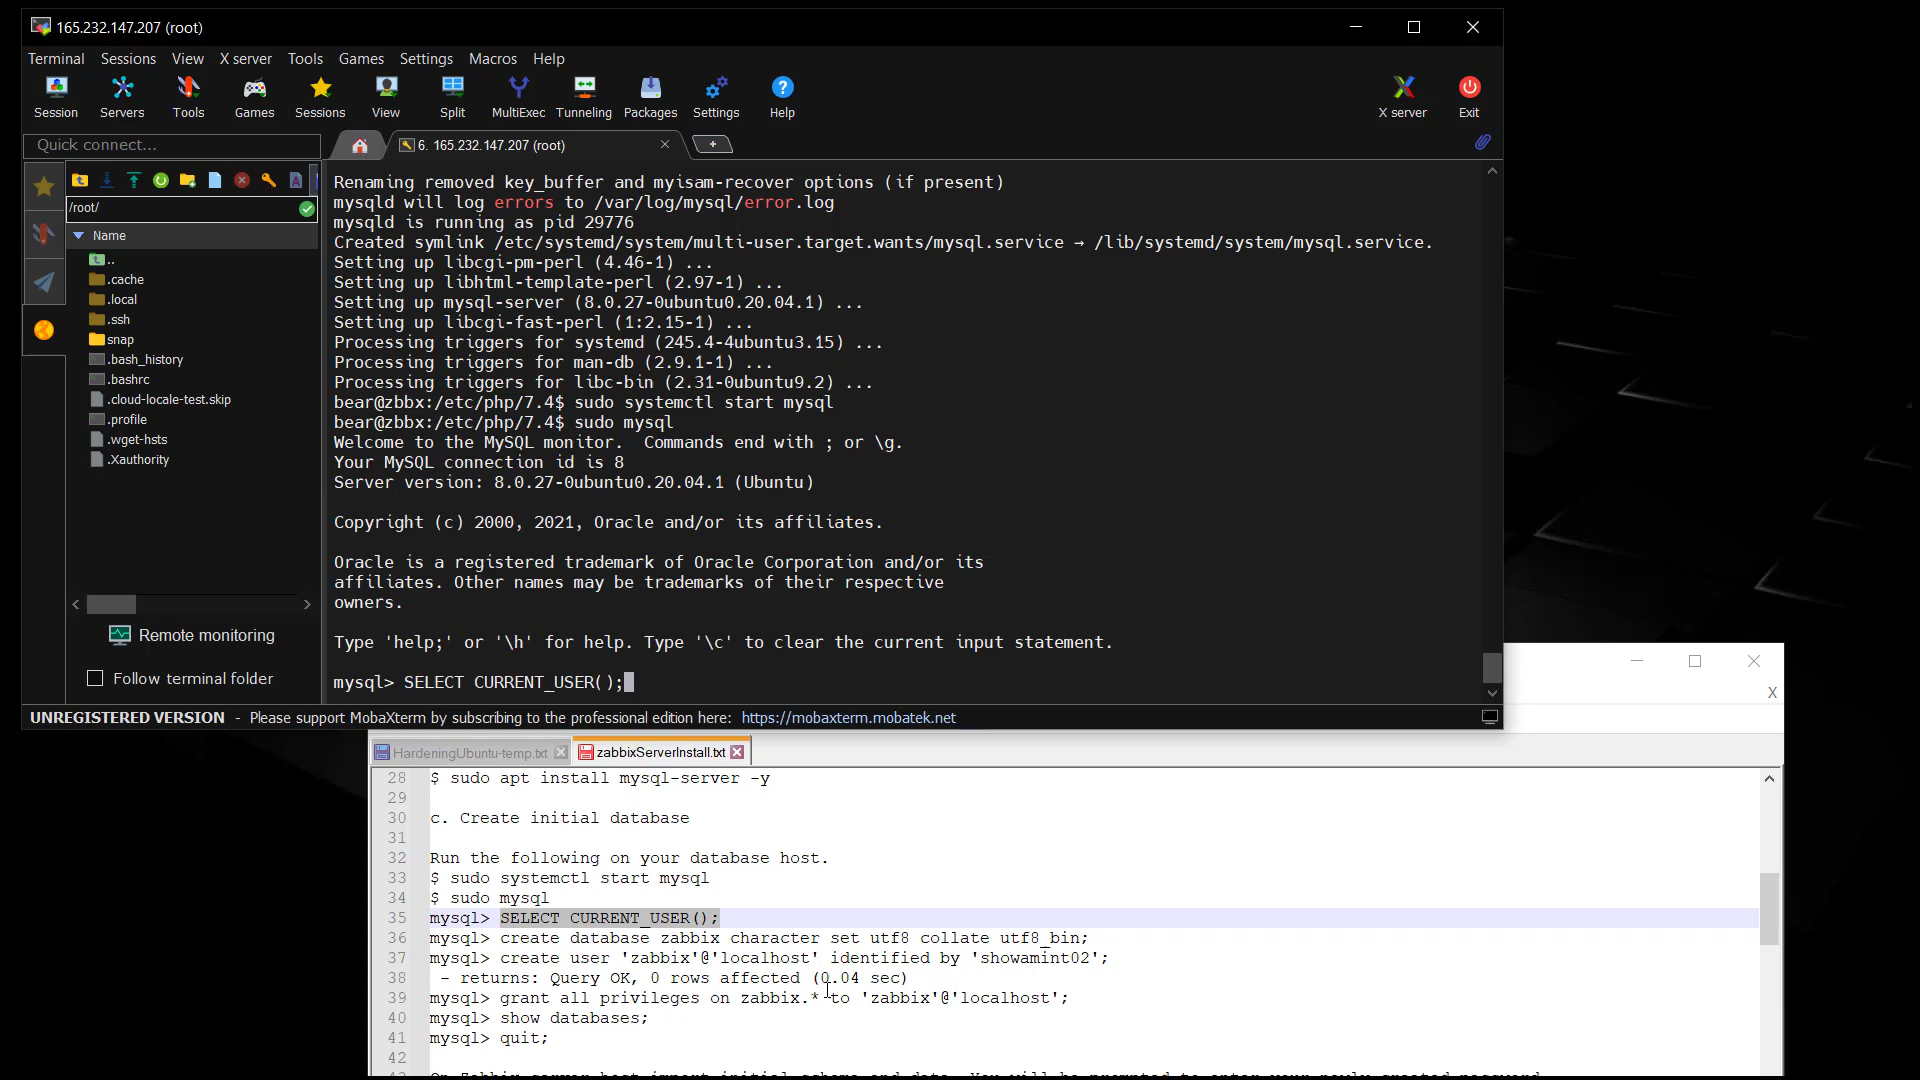 165.232.147.207 (root)
Terminal Sessions View X server Tools Games Settings Macros Help
Session Servers Tools Games Sessions View Split MultiExec Tunneling Packages Settings Help X server Exit
Quick connect...
6. 165.232.147.207 (root)
/root/
Name
..
.cache
.local
.ssh
snap
.bash_history
.bashrc
.cloud-locale-test.skip
.profile
.wget-hsts
.Xauthority
Remote monitoring
Follow terminal folder
Renaming removed key_buffer and myisam-recover options (if present)
mysqld will log errors to /var/log/mysql/error.log
mysqld is running as pid 29776
Created symlink /etc/systemd/system/multi-user.target.wants/mysql.service → /lib/systemd/system/mysql.service.
Setting up libcgi-pm-perl (4.46-1) ...
Setting up libhtml-template-perl (2.97-1) ...
Setting up mysql-server (8.0.27-0ubuntu0.20.04.1) ...
Setting up libcgi-fast-perl (1:2.15-1) ...
Processing triggers for systemd (245.4-4ubuntu3.15) ...
Processing triggers for man-db (2.9.1-1) ...
Processing triggers for libc-bin (2.31-0ubuntu9.2) ...
bear@zbbx:/etc/php/7.4$ sudo systemctl start mysql
bear@zbbx:/etc/php/7.4$ sudo mysql
Welcome to the MySQL monitor.  Commands end with ; or \g.
Your MySQL connection id is 8
Server version: 8.0.27-0ubuntu0.20.04.1 (Ubuntu)
Copyright (c) 2000, 2021, Oracle and/or its affiliates.
Oracle is a registered trademark of Oracle Corporation and/or its
affiliates. Other names may be trademarks of their respective
owners.
Type 'help;' or '\h' for help. Type '\c' to clear the current input statement.
mysql> SELECT CURRENT_USER();
UNREGISTERED VERSION - Please support MobaXterm by subscribing to the professional edition here: https://mobaxterm.mobatek.net
X
HardeningUbuntu-temp.txt zabbixServerInstall.txt
28 $ sudo apt install mysql-server -y
29
30 c. Create initial database
31
32 Run the following on your database host.
33 $ sudo systemctl start mysql
34 $ sudo mysql
35 mysql> SELECT CURRENT_USER();
36 mysql> create database zabbix character set utf8 collate utf8_bin;
37 mysql> create user 'zabbix'@'localhost' identified by 'showamint02';
38 - returns: Query OK, 0 rows affected (0.04 sec)
39 mysql> grant all privileges on zabbix.* to 'zabbix'@'localhost';
40 mysql> show databases;
41 mysql> quit;
42